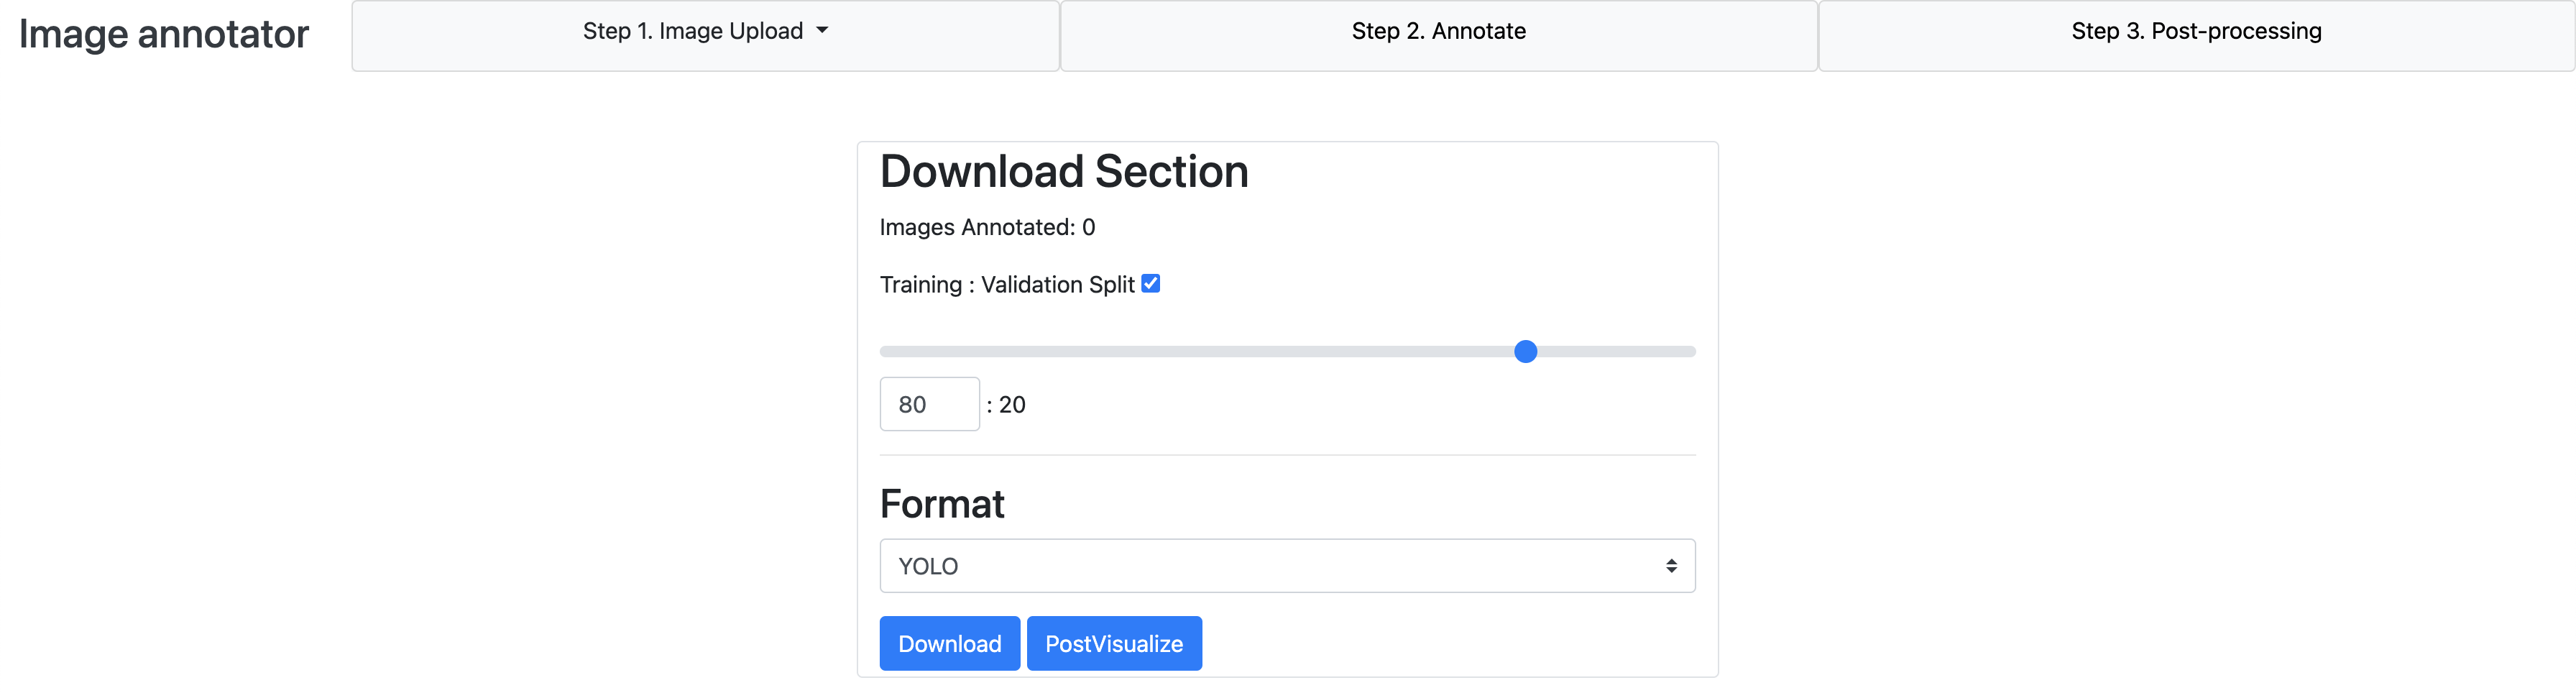 Image annotator
Step 1. Image Upload
Step 2. Annotate
Step 3. Post-processing
Download Section
Images Annotated: 0
Training : Validation Split
80 : 20
Format
YOLO
Download PostVisualize